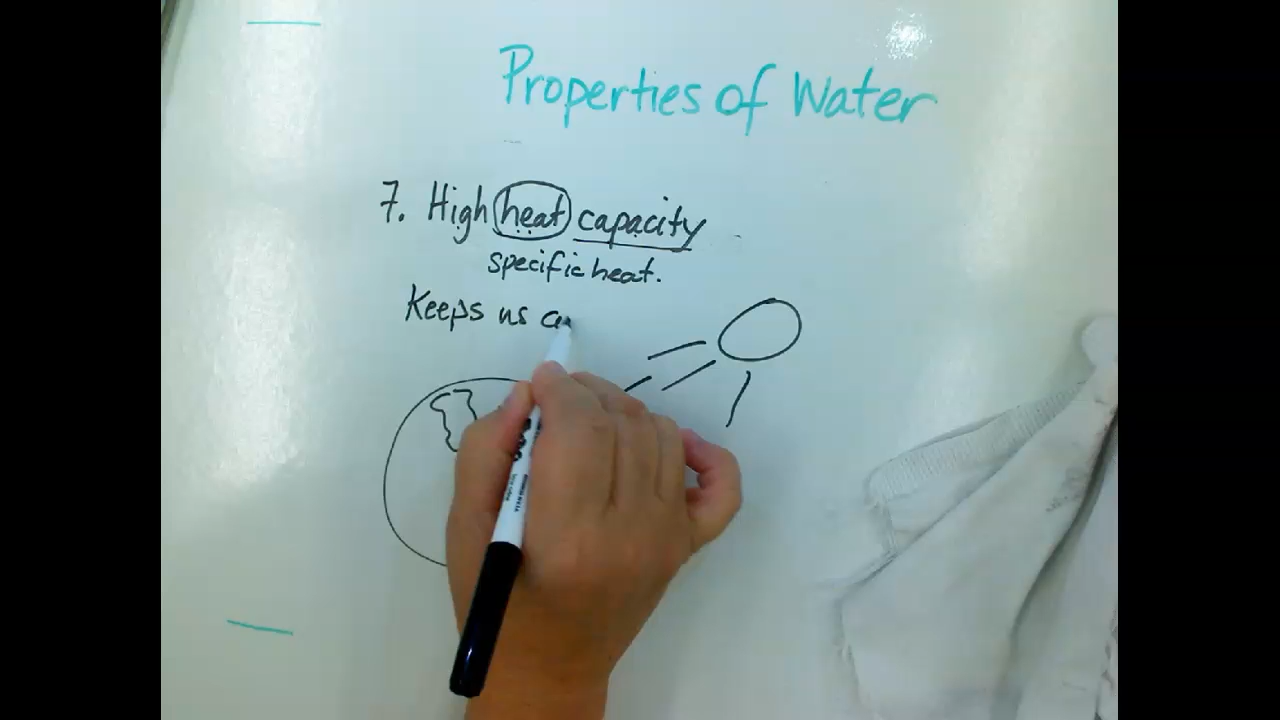 Properties of Water
7. High heat capacity
specific heat.
Keeps us